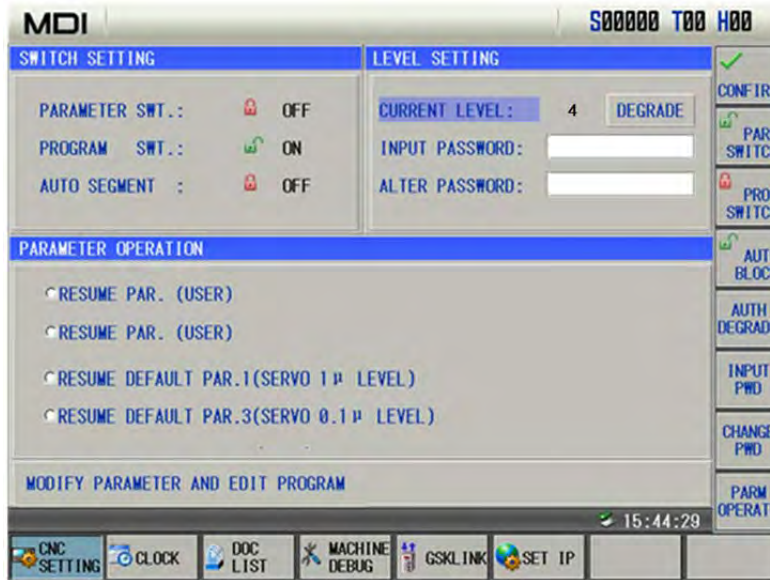 MDI
S00000 T00 H00
SWITCH SETTING
PARAMETER SWT.: OFF
PROGRAM SWT.: ON
AUTO SEGMENT : OFF
LEVEL SETTING
CURRENT LEVEL: 4 DEGRADE
INPUT PASSWORD:
ALTER PASSWORD:
PARAMETER OPERATION
RESUME PAR. (USER)
RESUME PAR. (USER)
RESUME DEFAULT PAR.1(SERVO 1μ LEVEL)
RESUME DEFAULT PAR.3(SERVO 0.1μ LEVEL)
MODIFY PARAMETER AND EDIT PROGRAM
15:44:29
CONFIR
PAR
SWITC
PRO
SWITC
AUT
BLOC
AUTH
DEGRAD
INPUT
PWD
CHANGE
PWD
PARM
OPERAT
CNC
SETTING
CLOCK
DOC
LIST
MACHINE
DEBUG
GSKLINK
SET IP